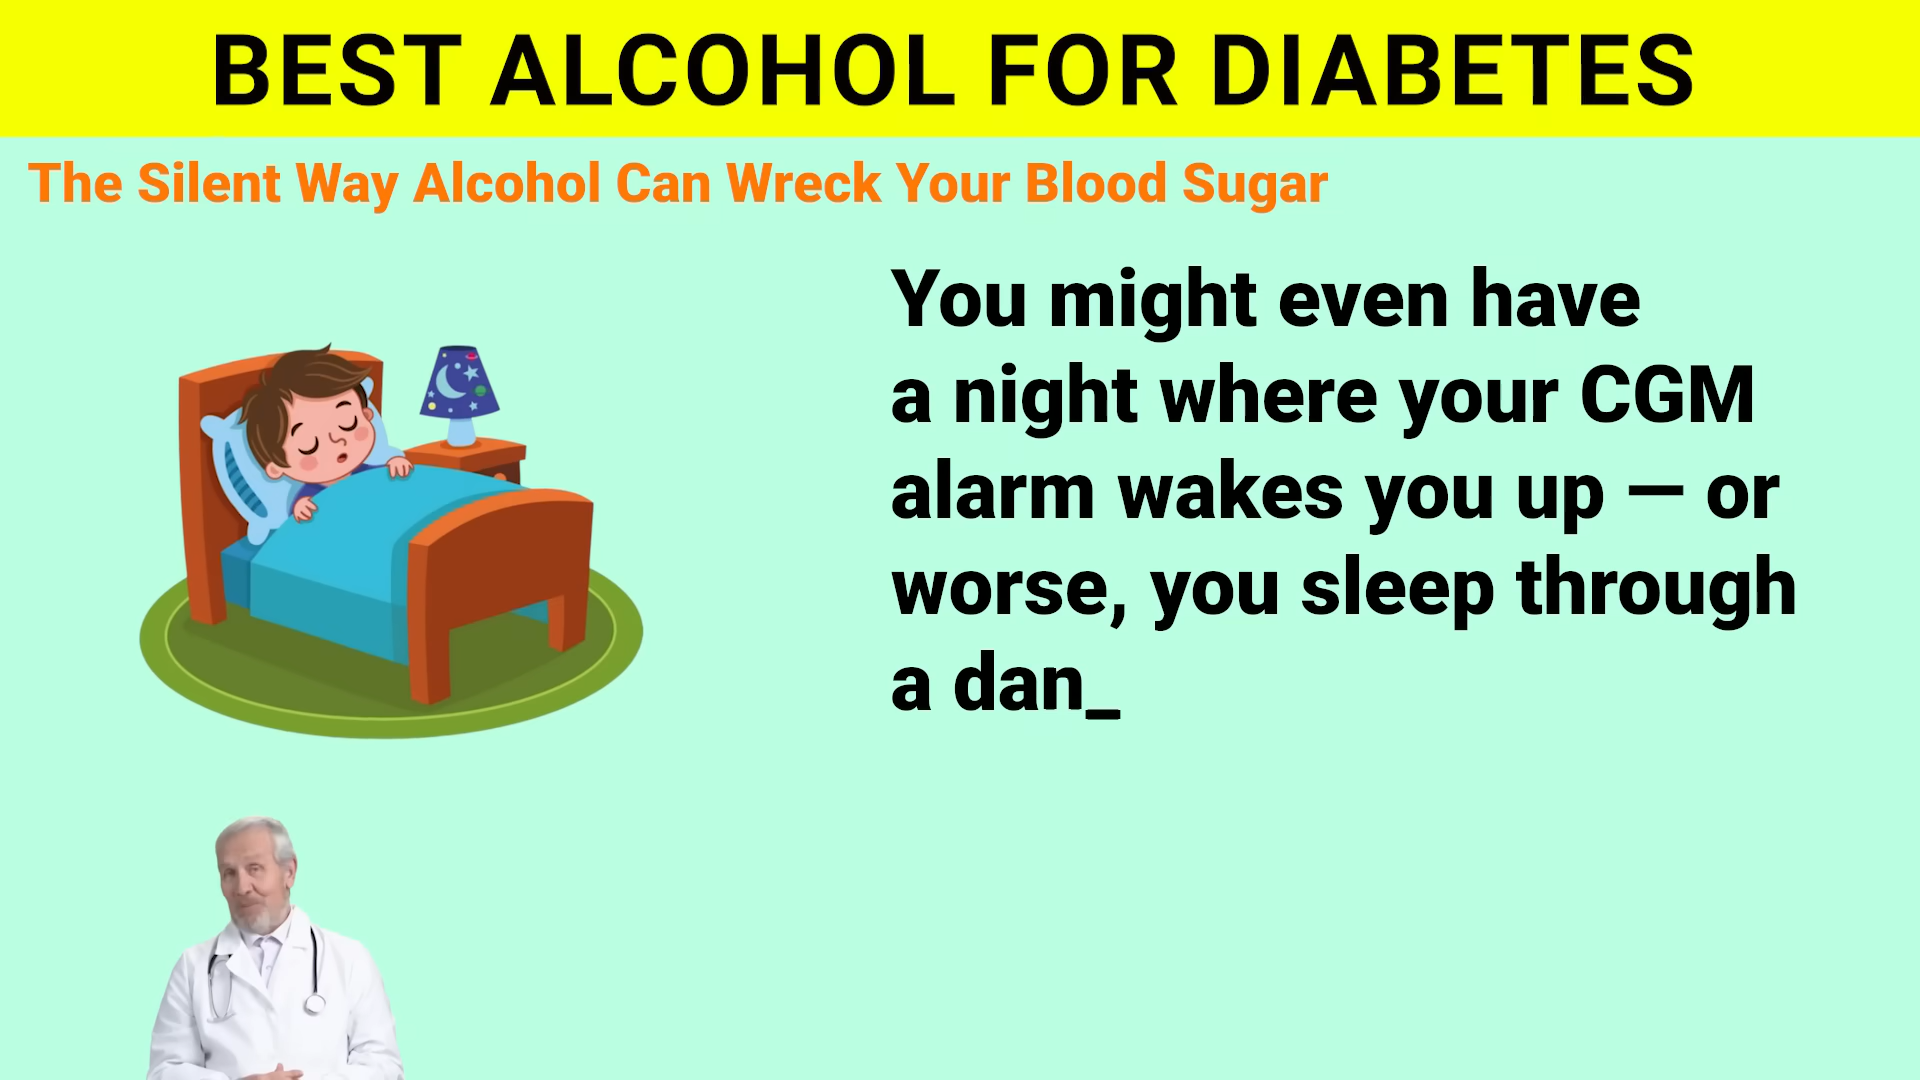 BEST ALCOHOL FOR DIABETES
The Silent Way Alcohol Can Wreck Your Blood Sugar
You might even have
a night where your CGM
alarm wakes you up — or
worse, you sleep through
a dan_